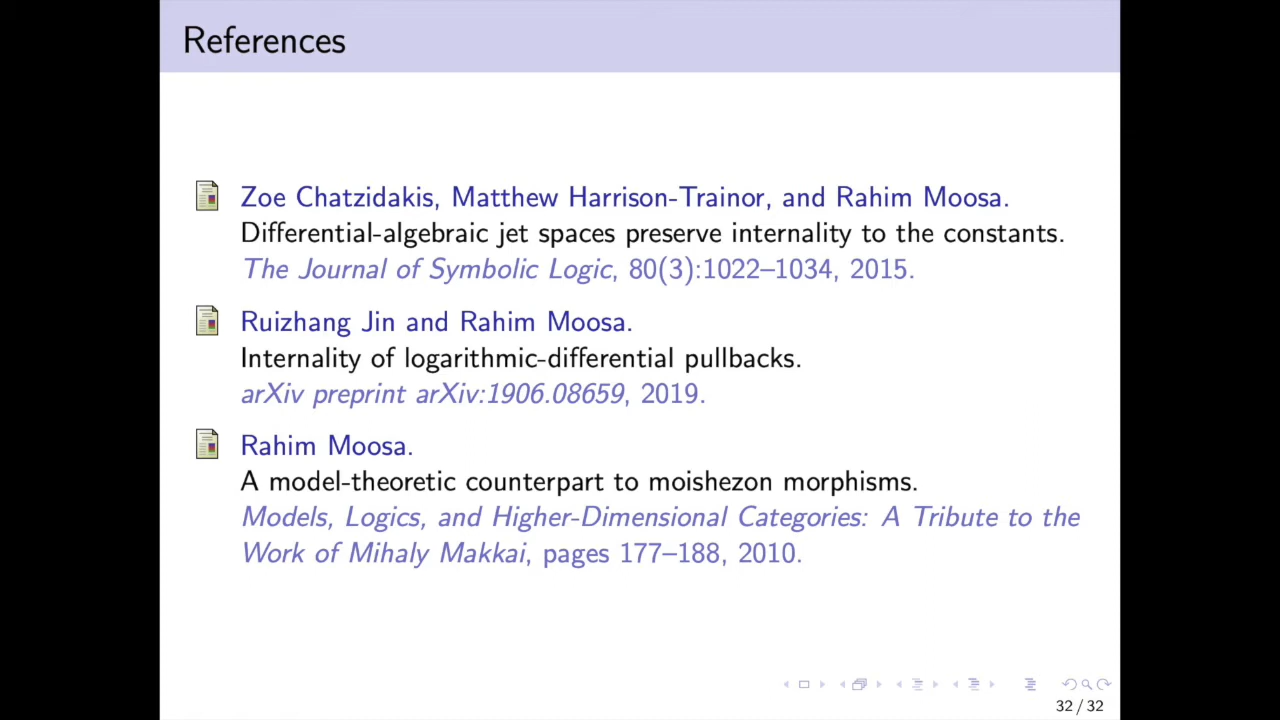 References
Zoe Chatzidakis, Matthew Harrison-Trainor, and Rahim Moosa.
Differential-algebraic jet spaces preserve internality to the constants.
The Journal of Symbolic Logic, 80(3):1022–1034, 2015.
Ruizhang Jin and Rahim Moosa.
Internality of logarithmic-differential pullbacks.
arXiv preprint arXiv:1906.08659, 2019.
Rahim Moosa.
A model-theoretic counterpart to moishezon morphisms.
Models, Logics, and Higher-Dimensional Categories: A Tribute to the
Work of Mihaly Makkai, pages 177–188, 2010.
32 / 32